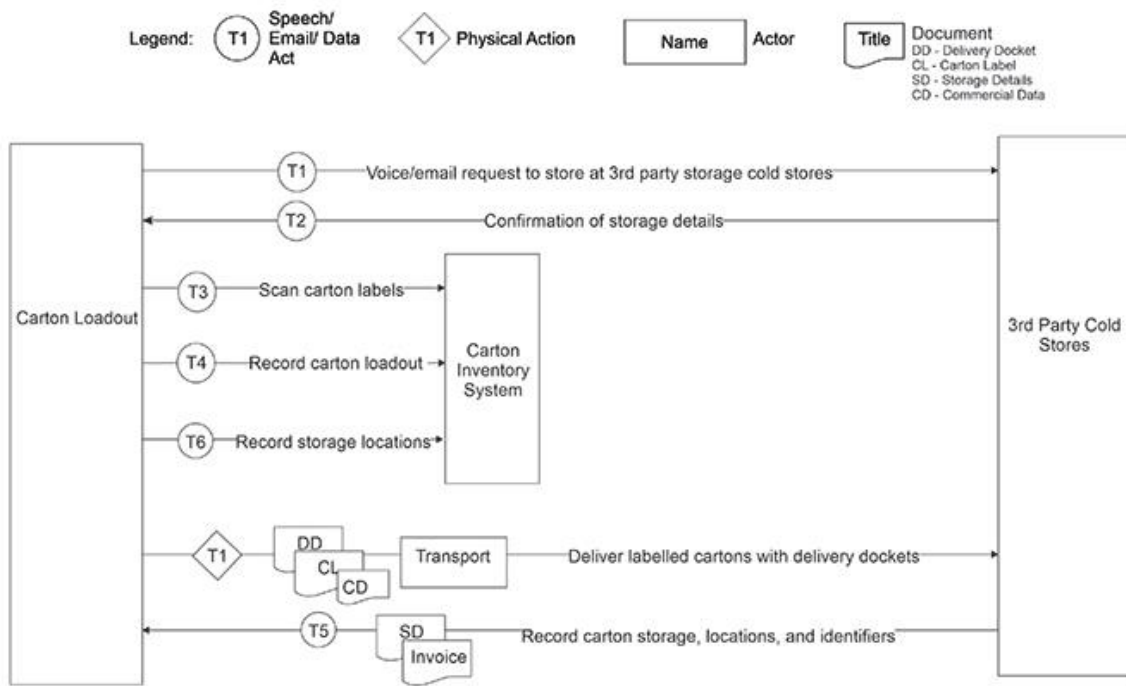 Legend:
T1
Speech/
Email/ Data
Act
T1
Physical Action
Name
Actor
Title
Document
DD - Delivery Docket
CL - Carton Label
SD - Storage Details
CD - Commercial Data
T1
Voice/email request to store at 3rd party storage cold stores
T2
Confirmation of storage details
T3
Scan carton labels
Carton Loadout
3rd Party Cold
Stores
T4
Record carton loadout
Carton
Inventory
System
T6
Record storage locations
T1
DD
CL
CD
Transport
Deliver labelled cartons with delivery dockets
T5
SD
Invoice
Record carton storage, locations, and identifiers